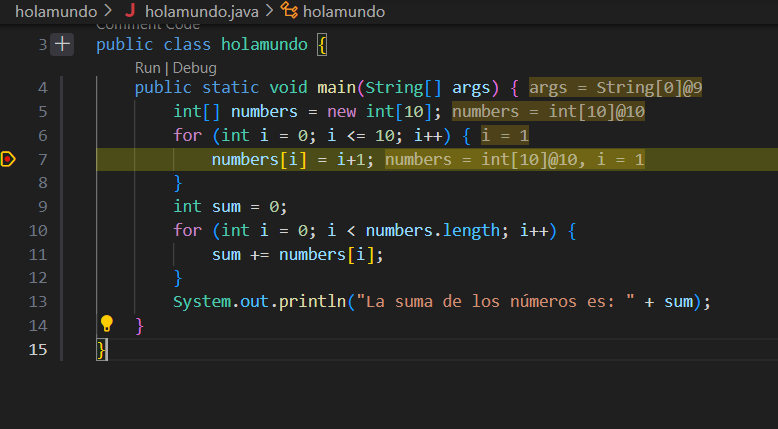 holamundo > J holamundo.java > holamundo
Comment Code
3 + public class holamundo {
Run | Debug
4 public static void main(String[] args) { args = String[0]@9
5 int[] numbers = new int[10]; numbers = int[10]@10
6 for (int i = 0; i <= 10; i++) { i = 1
7 numbers[i] = i+1; numbers = int[10]@10, i = 1
8 }
9 int sum = 0;
10 for (int i = 0; i < numbers.length; i++) {
11 sum += numbers[i];
12 }
13 System.out.println("La suma de los números es: " + sum);
14 }
15 }